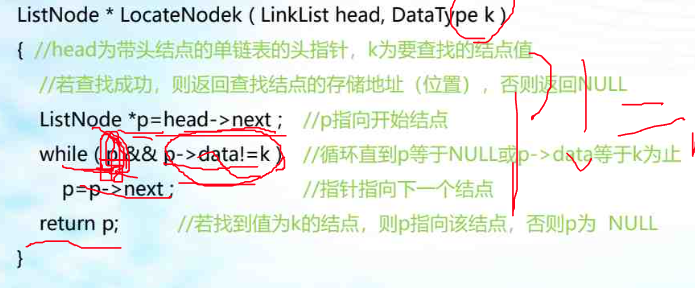 ListNode * LocateNodek ( LinkList head, DataType k )
{ //head为带头结点的单链表的头指针，k为要查找的结点值
//若查找成功，则返回查找结点的存储地址（位置）, 否则返回NULL
ListNode *p=head->next ; //p指向开始结点
while ( p && p->data!=k ) //循环直到p等于NULL或p->data等于k为止
p=p->next ; //指针指向下一个结点
return p; //若找到值为k的结点，则p指向该结点，否则p为 NULL
}